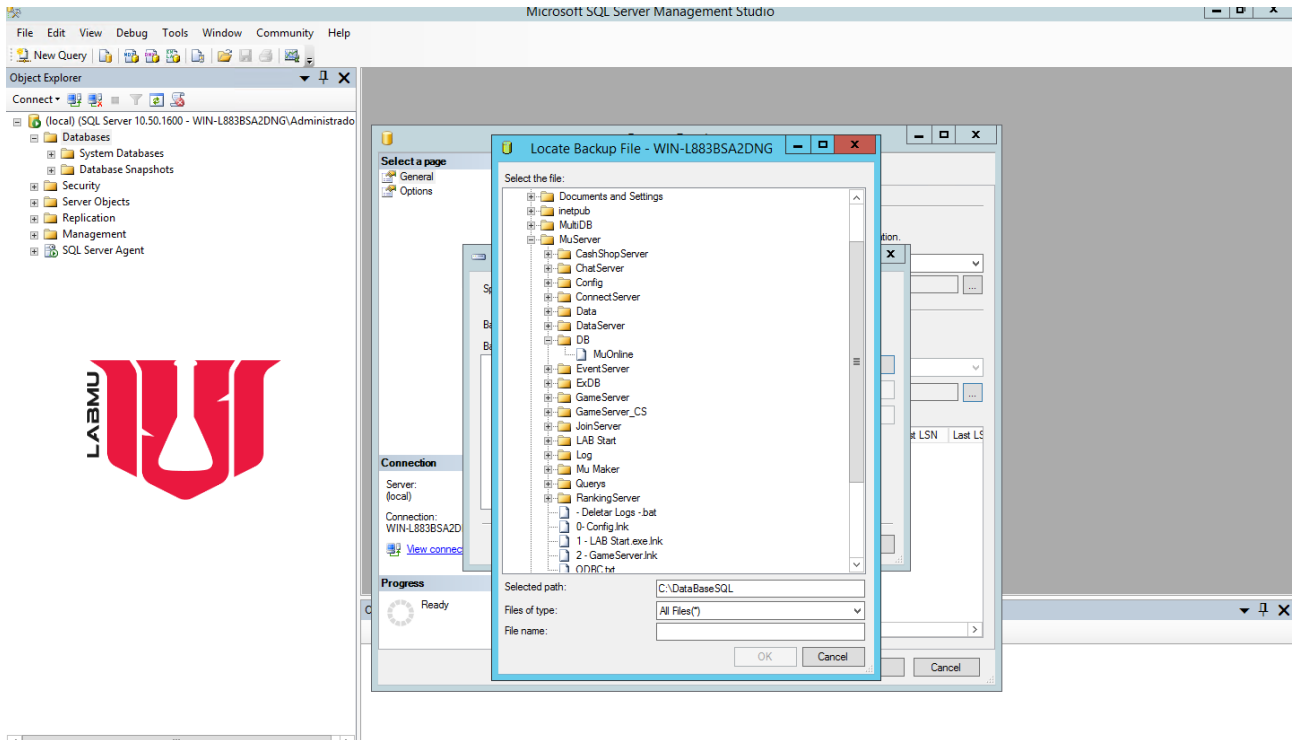 Microsoft SQL Server Management Studio
File Edit View Debug Tools Window Community Help
New Query
Object Explorer
Connect
(local) (SQL Server 10.50.1600 - WIN-L883BSA2DNG\Administrado
Databases
System Databases
Database Snapshots
Security
Server Objects
Replication
Management
SQL Server Agent
LABMU
Select a page
General
Options
Connection
Server:
(local)
Connection:
WIN-L883BSA2D
View connec
Progress
Ready
Locate Backup File - WIN-L883BSA2DNG
Select the file:
Documents and Settings
inetpub
MultiDB
MuServer
CashShopServer
ChatServer
Config
ConnectServer
Data
DataServer
DB
MuOnline
EventServer
ExDB
GameServer
GameServer_CS
JoinServer
LAB Start
Log
Mu Maker
Querys
RankingServer
- Deletar Logs -.bat
0- Config.lnk
1 - LAB Start.exe.lnk
2 - GameServer.lnk
ODBC.txt
Selected path: C:\DataBaseSQL
Files of type: All Files(*)
File name:
OK Cancel
tion.
...
...
st LSN Last LS
Cancel